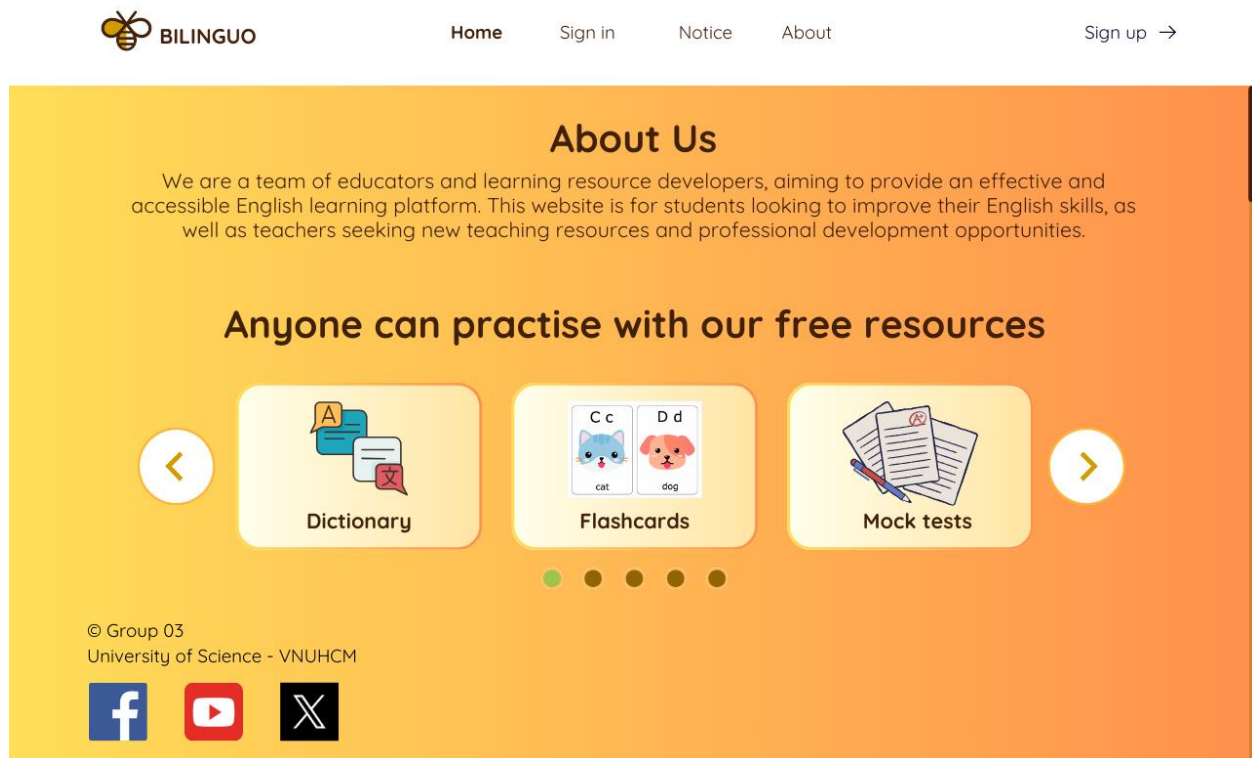 BILINGUO
Home
Sign in
Notice
About
Sign up →
About Us
We are a team of educators and learning resource developers, aiming to provide an effective and
accessible English learning platform. This website is for students looking to improve their English skills, as
well as teachers seeking new teaching resources and professional development opportunities.
Anyone can practise with our free resources
A
文
Dictionary
C c
D d
cat
dog
Flashcards
A+
Mock tests
© Group 03
University of Science - VNUHCM